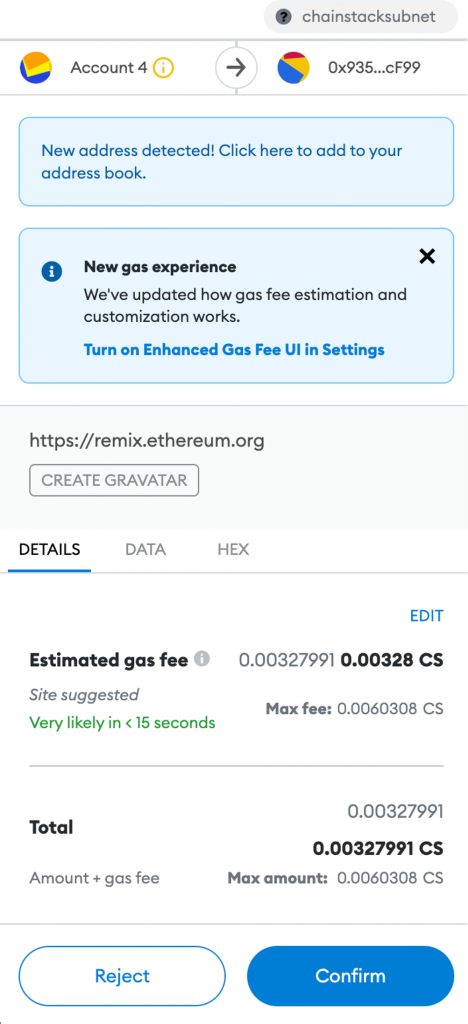 chainstacksubnet
Account 4
0x935...cF99
New address detected! Click here to add to your
address book.
New gas experience
We've updated how gas fee estimation and
customization works.
Turn on Enhanced Gas Fee UI in Settings
https://remix.ethereum.org
CREATE GRAVATAR
DETAILS DATA HEX
EDIT
Estimated gas fee 0.00327991 0.00328 CS
Site suggested
Max fee: 0.0060308 CS
Very likely in < 15 seconds
0.00327991
Total
0.00327991 CS
Amount + gas fee Max amount: 0.0060308 CS
Reject Confirm